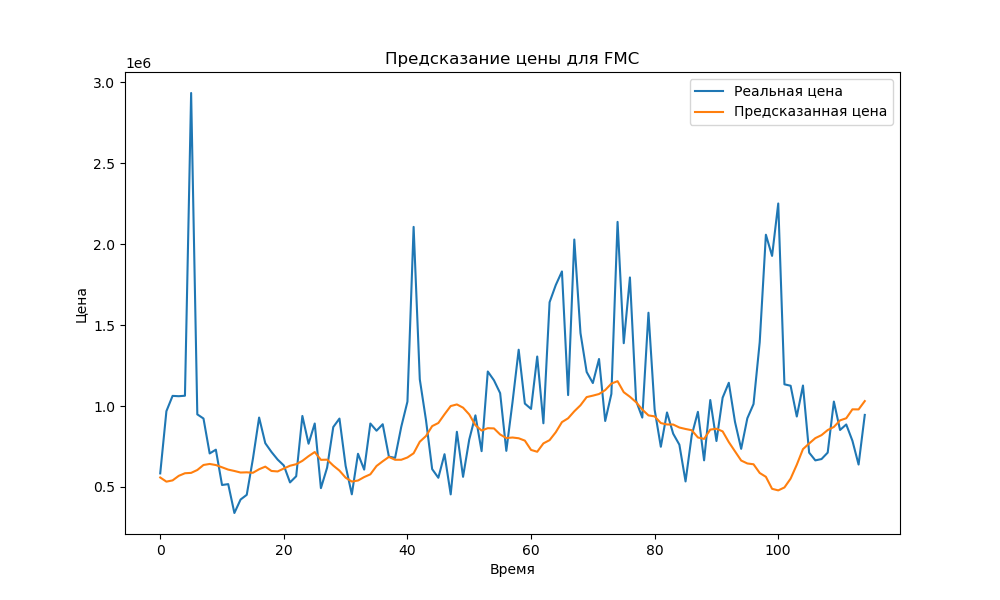 Предсказание цены для FMC
1e6
Реальная цена
Предсказанная цена
3.0
2.5
2.0
1.5
1.0
0.5
Цена
0 20 40 60 80 100
Время